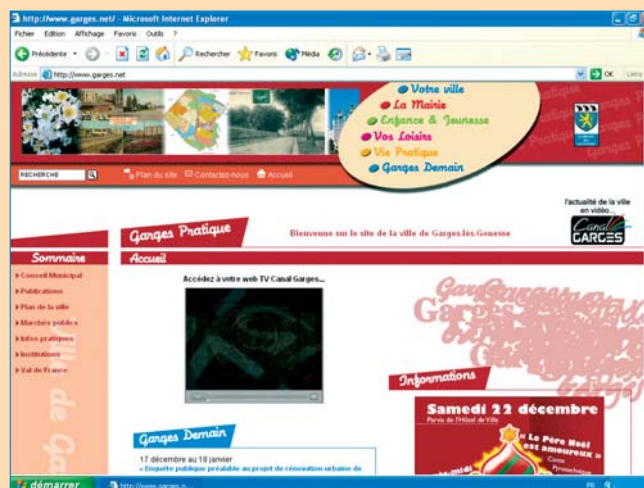 http://www.garges.net/ - Microsoft Internet Explorer
Fichier Edition Affichage Favoris Outils ?
Précédente Rechercher Favoris Média
Adresse http://www.garges.net OK Liens
Votre ville
La Mairie
Enfance & Jeunesse
Vos Loisirs
Vie Pratique
Garges Demain
RECHERCHE Plan du site Contactez-nous Accueil
l'actualité de la ville
en vidéo...
Canal
GARGES
Garges Pratique
Bienvenue sur le site de la ville de Garges-lès-Gonesse
Sommaire
Accueil
Conseil Municipal
Publications
Plan de la ville
Marchés publics
Infos pratiques
Institutions
Val de France
Accédez à votre web TV Canal Garges...
Informations
Samedi 22 décembre
Parvis de l'Hôtel de Ville
« Le Père Noël
est amoureux »
Conte
Pyrotechnique
Garges Demain
17 décembre au 18 janvier
« Enquête publique préalable au projet de rénovation urbaine de
démarrer http://www.garges.n... FR